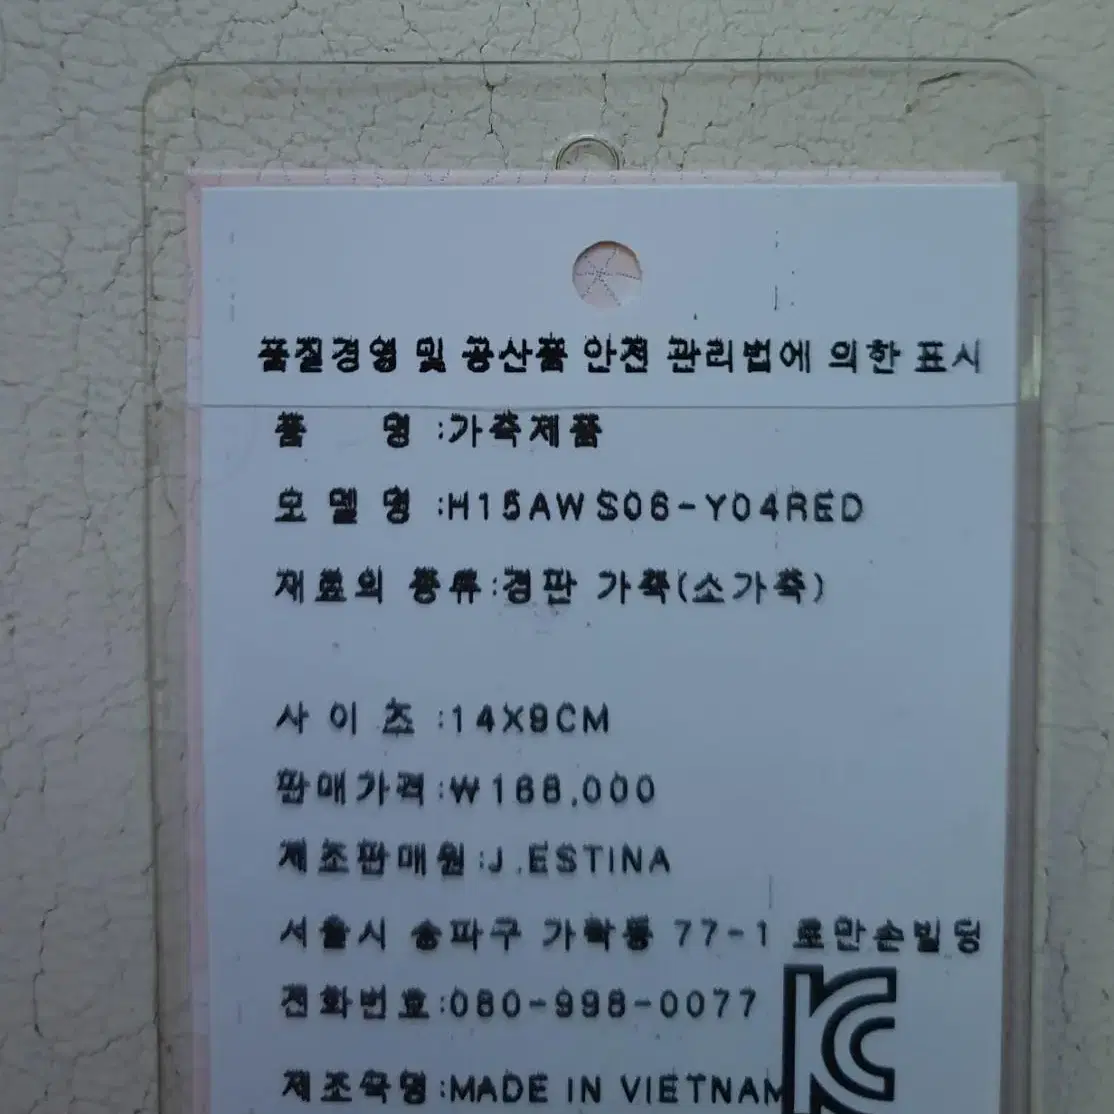 품질경영 및 공산품 안전 관리법에 의한 표시
품 명 :가죽제품
모 델 명 :H15AWS06-Y04RED
재료의 종류:경판 가죽(소가죽)
사 이 즈 :14X9CM
판매가격:₩168,000
제조판매원:J.ESTINA
서울시 송파구 가락동 77-1 로만손빌딩
전화번호:080-998-0077
제조국명:MADE IN VIETNAM
KC